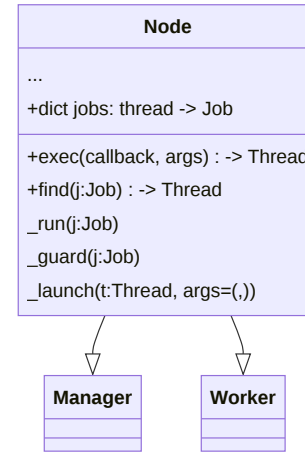 Node
...
+dict jobs: thread -> Job
+exec(callback, args) : -> Thread
+find(j:Job) : -> Thread
_run(j:Job)
_guard(j:Job)
_launch(t:Thread, args=(,))
Manager
Worker